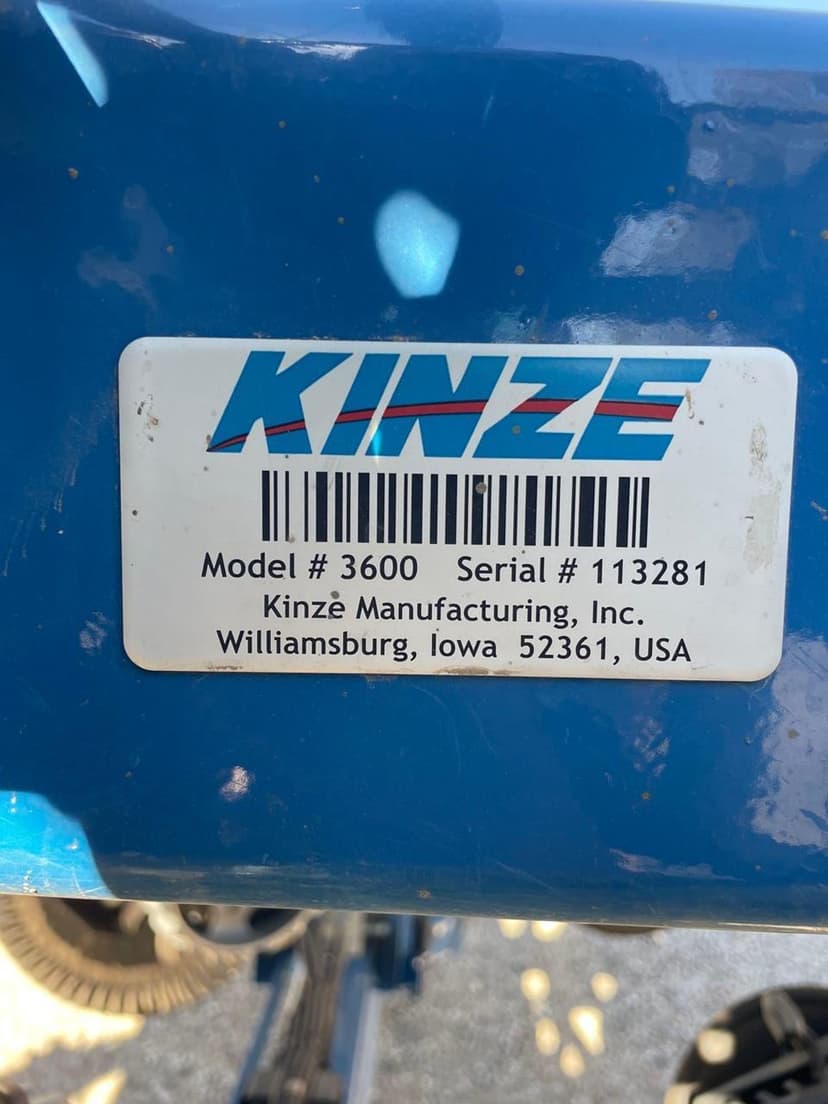 KINZE
Model # 3600 Serial # 113281
Kinze Manufacturing, Inc.
Williamsburg, Iowa 52361, USA